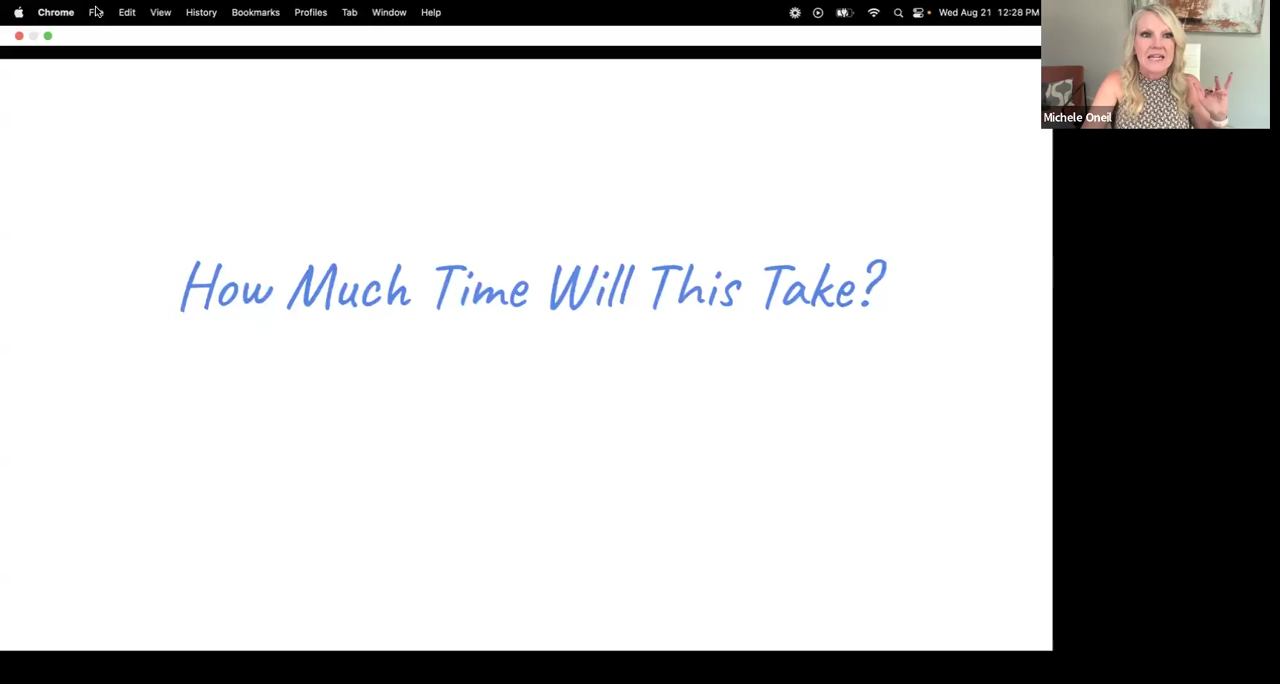 Chrome Edit View History Bookmarks Profiles Tab Window Help Wed Aug 21 12:28 PM
Michele Oneil
How Much Time Will This Take?